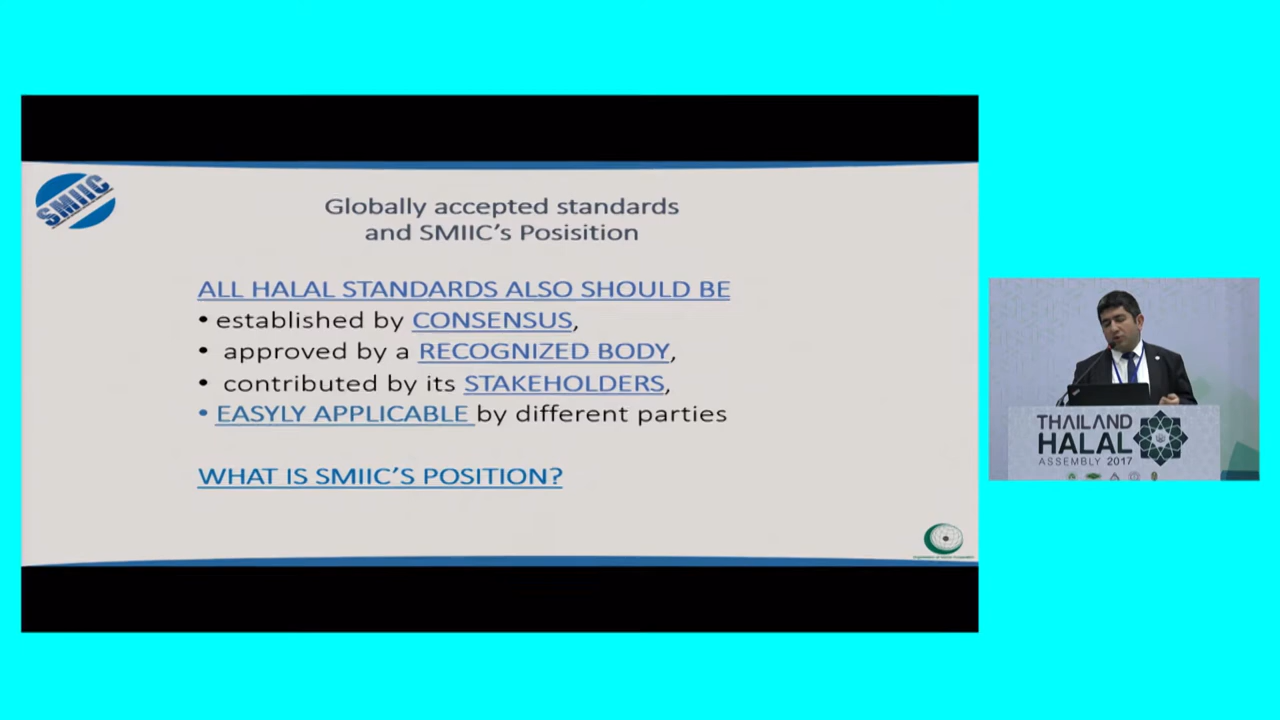 SMIIC
Globally accepted standards
and SMIIC's Posisition
ALL HALAL STANDARDS ALSO SHOULD BE
• established by CONSENSUS,
• approved by a RECOGNIZED BODY,
• contributed by its STAKEHOLDERS,
• EASYLY APPLICABLE by different parties
WHAT IS SMIIC'S POSITION?
THAILAND
HALAL
ASSEMBLY 2017